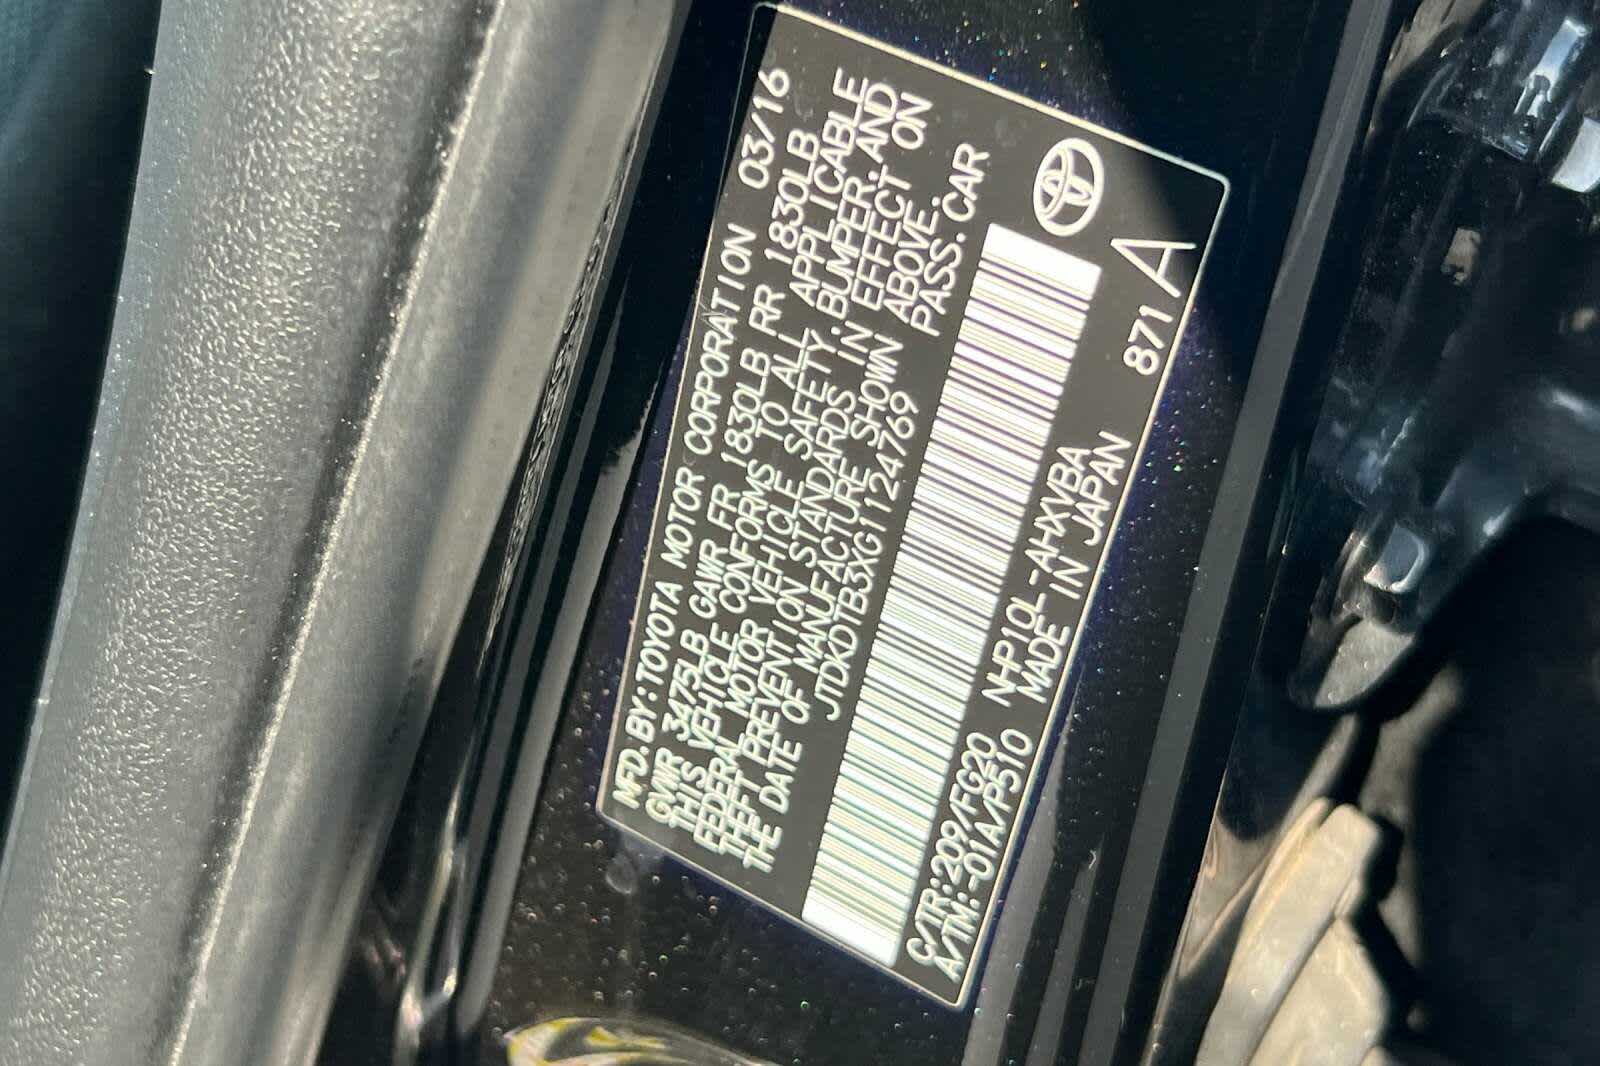 MFD. BY: TOYOTA MOTOR CORPORATION 03/16
GVWR 3475LB GAWR FR 1830LB RR 1830LB
THIS VEHICLE CONFORMS TO ALL APPLICABLE
FEDERAL MOTOR VEHICLE SAFETY, BUMPER, AND
THEFT PREVENTION STANDARDS IN EFFECT ON
THE DATE OF MANUFACTURE SHOWN ABOVE.
JTDKDTB3XG1124769 PASS. CAR
C/TR:209/FG20 NHP10L-AHXVBA
A/TM:-01A/P510 MADE IN JAPAN 871 A